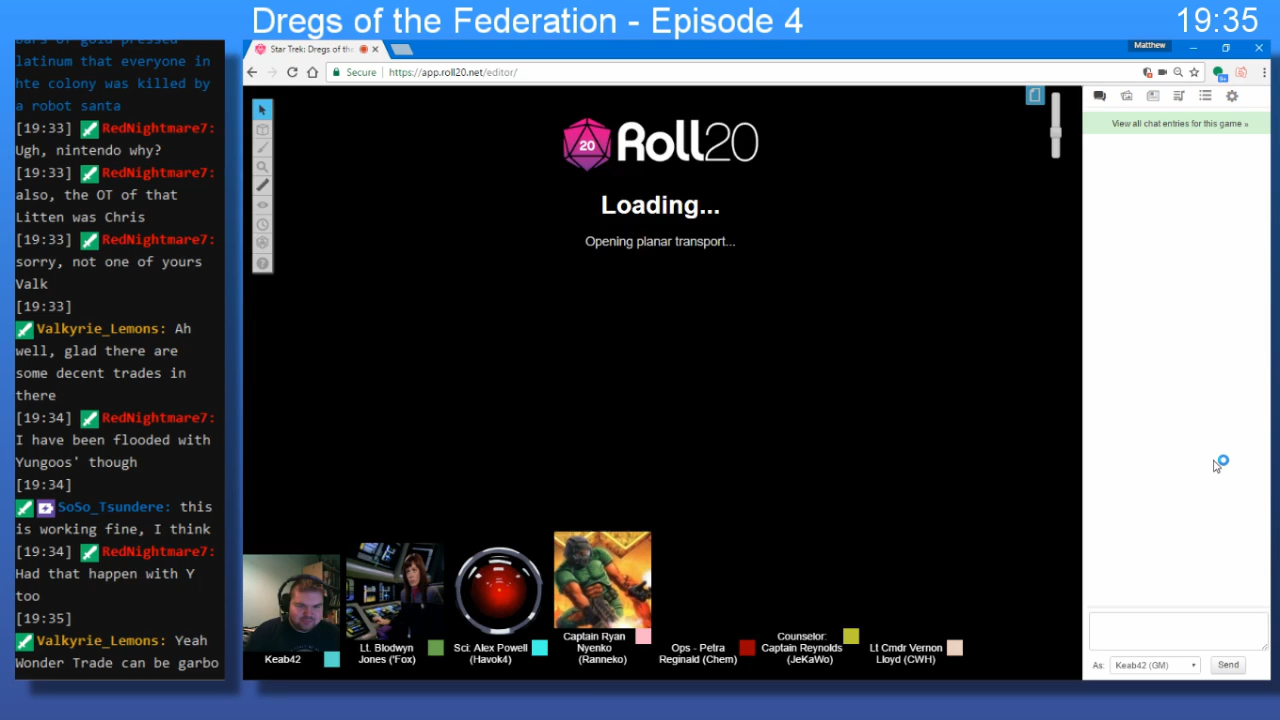 Dregs of the Federation - Episode 4
19:35
latinum that everyone in
hte colony was killed by
a robot santa
[19:33] RedNightmare7:
Ugh, nintendo why?
[19:33] RedNightmare7:
also, the OT of that
Litten was Chris
[19:33] RedNightmare7:
sorry, not one of yours
Valk
[19:33]
Valkyrie_Lemons: Ah
well, glad there are
some decent trades in
there
[19:34] RedNightmare7:
I have been flooded with
Yungoos' though
[19:34]
SoSo_Tsundere: this
is working fine, I think
[19:34] RedNightmare7:
Had that happen with Y
too
[19:35]
Valkyrie_Lemons: Yeah
Wonder Trade can be garbo
Star Trek: Dregs of the
Matthew
Secure
https://app.roll20.net/editor/
20
Roll20
Loading...
Opening planar transport...
View all chat entries for this game »
Keab42
Lt. Blodwyn
Jones ('Fox)
Sci: Alex Powell
(Havok4)
Captain Ryan
Nyenko
(Ranneko)
Ops - Petra
Reginald (Chem)
Counselor:
Captain Reynolds
(JeKaWo)
Lt Cmdr Vernon
Lloyd (CWH)
As:
Keab42 (GM)
Send